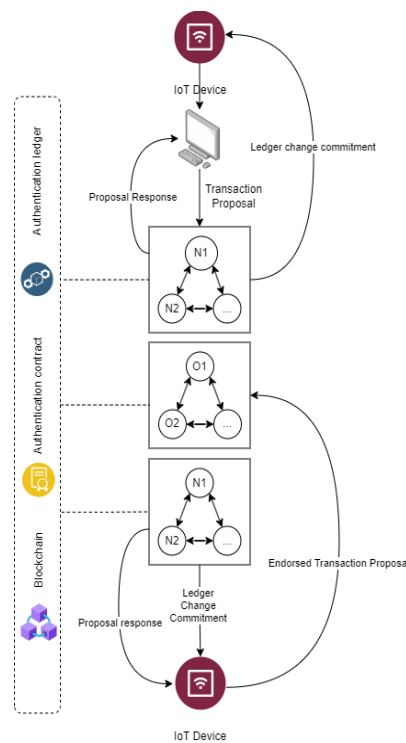 IoT Device
Ledger change commitment
Proposal Response
Transaction
Proposal
N1
N2
...
O1
O2
...
N1
N2
...
Endorsed Transaction Proposal
Ledger
Change
Commitment
Proposal response
IoT Device
Authentication ledger
Authentication contract
Blockchain